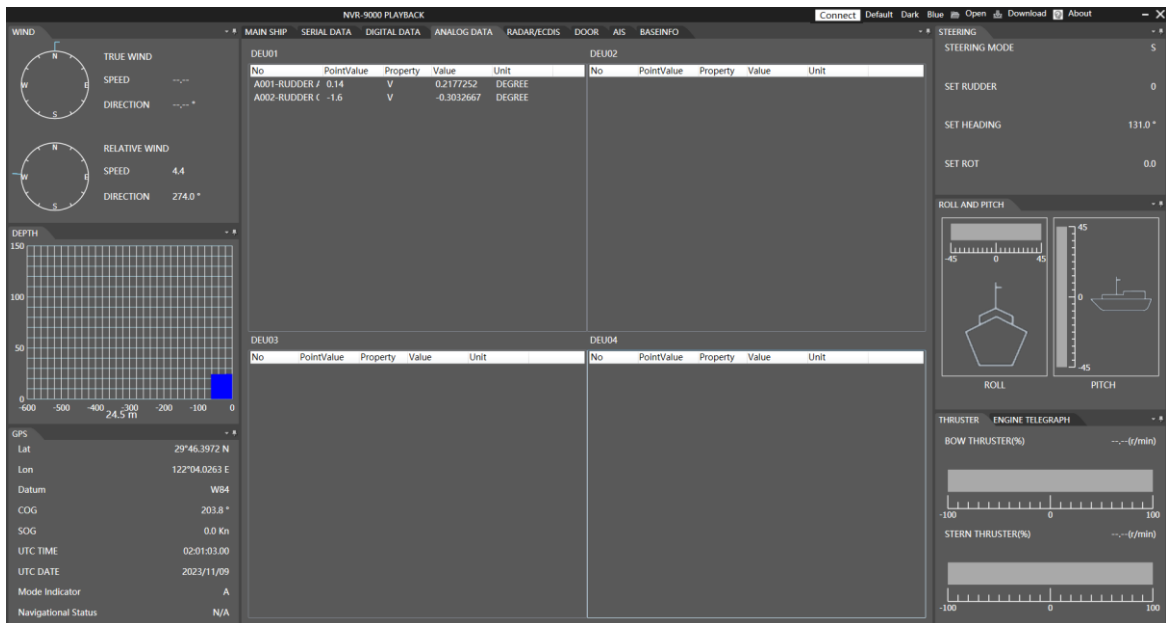 NVR-9000 PLAYBACK
Connect Default Dark Blue Open Download About
WIND
N
W E
S
TRUE WIND
SPEED --.--
DIRECTION --.-- °
N
W E
S
RELATIVE WIND
SPEED 4.4
DIRECTION 274.0 °
DEPTH
150
100
50
0
-600 -500 -400 -300 -200 -100 0
24.5 m
GPS
Lat 29°46.3972 N
Lon 122°04.0263 E
Datum W84
COG 203.8 °
SOG 0.0 Kn
UTC TIME 02:01:03.00
UTC DATE 2023/11/09
Mode Indicator A
Navigational Status N/A
MAIN SHIP SERIAL DATA DIGITAL DATA ANALOG DATA RADAR/ECDIS DOOR AIS BASEINFO
DEU01
No PointValue Property Value Unit
A001-RUDDER 0.14 V 0.2177252 DEGREE
A002-RUDDER -1.6 V -0.3032667 DEGREE
DEU02
No PointValue Property Value Unit
DEU03
No PointValue Property Value Unit
DEU04
No PointValue Property Value Unit
STEERING
STEERING MODE S
SET RUDDER 0
SET HEADING 131.0 °
SET ROT 0.0
ROLL AND PITCH
-45 0 45
ROLL
45
0
-45
PITCH
THRUSTER ENGINE TELEGRAPH
BOW THRUSTER(%) --.--(r/min)
-100 0 100
STERN THRUSTER(%) --.--(r/min)
-100 0 100